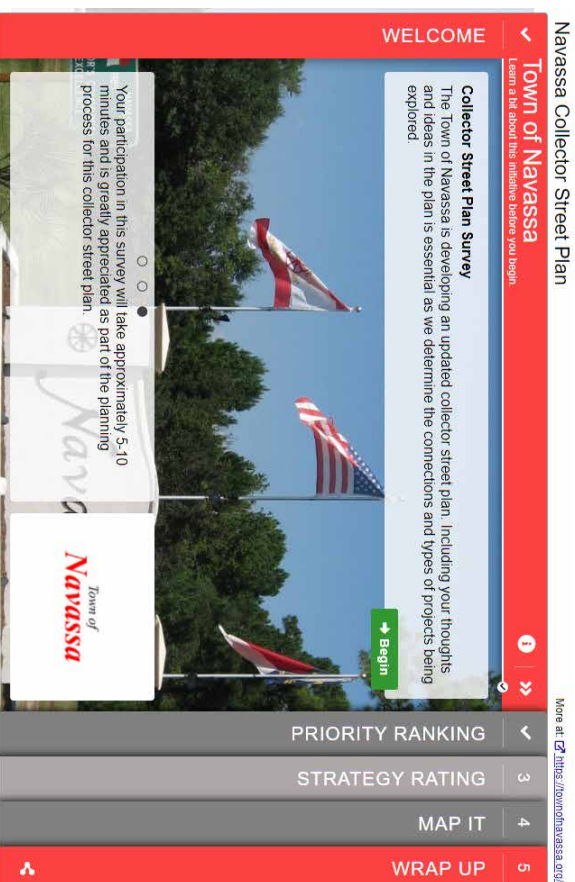 Navassa Collector Street Plan
More at: https://townofnavassa.org/
WELCOME
Town of Navassa
Learn a bit about this initiative before you begin.
Collector Street Plan Survey
The Town of Navassa is developing an updated collector street plan. Including your thoughts
and ideas in the plan is essential as we determine the connections and types of projects being
explored.
Begin
Your participation in this survey will take approximately 5-10
minutes and is greatly appreciated as part of the planning
process for this collector street plan.
Town of
Navassa
PRIORITY RANKING
3
STRATEGY RATING
4
MAP IT
5
WRAP UP